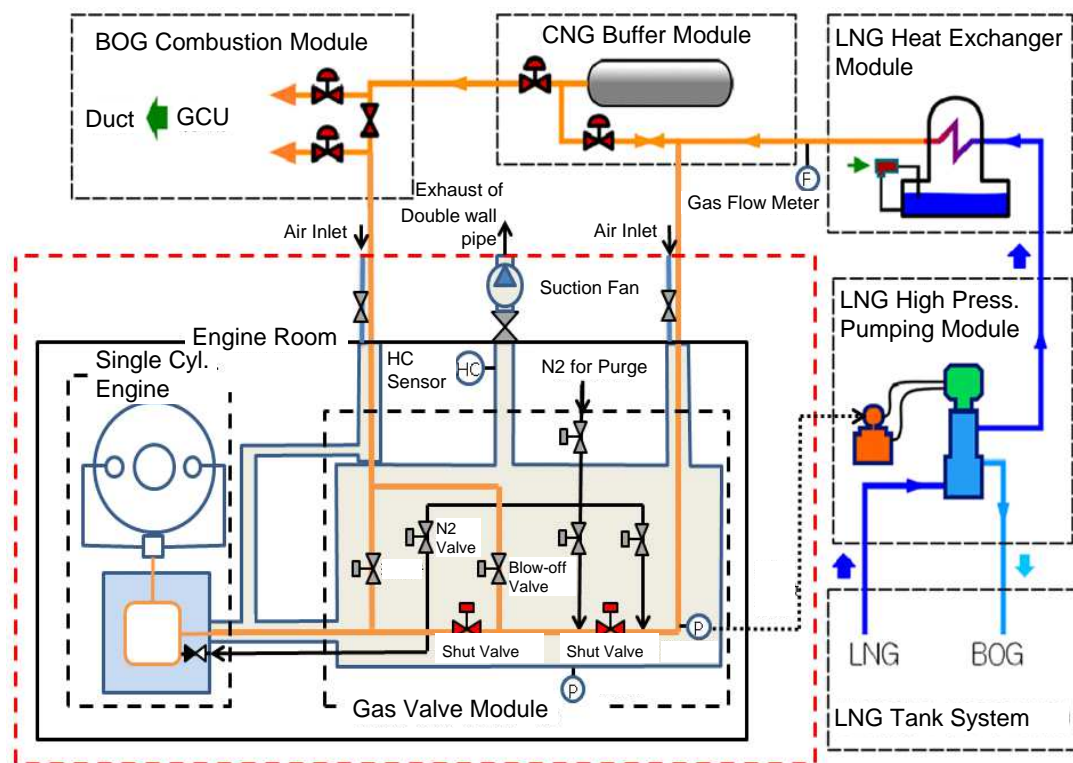 BOG Combustion Module
CNG Buffer Module
LNG Heat Exchanger
Module
Duct
GCU
F
Gas Flow Meter
Exhaust of
Double wall
pipe
Air Inlet
Air Inlet
Suction Fan
LNG High Press.
Pumping Module
Engine Room
Single Cyl.
Engine
HC
Sensor
HC
N2 for Purge
N2
Valve
Blow-off
Valve
Shut Valve
Shut Valve
P
P
Gas Valve Module
LNG
BOG
LNG Tank System